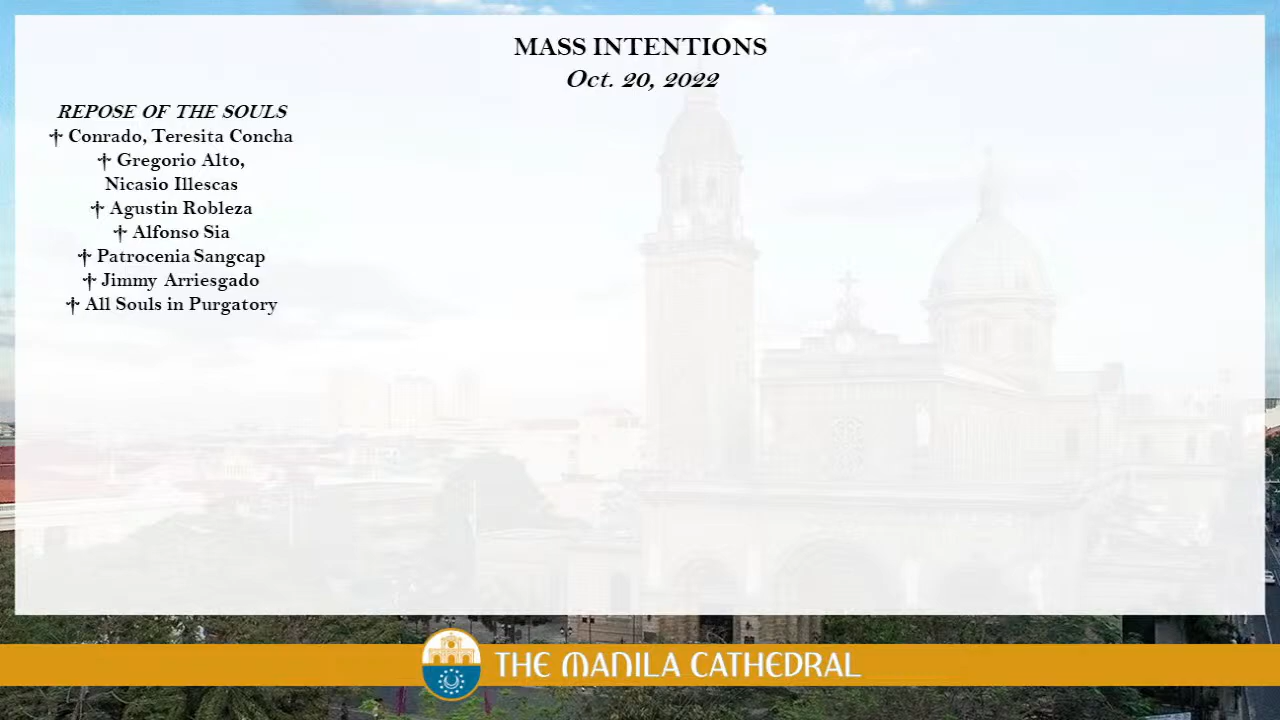 MASS INTENTIONS
Oct. 20, 2022
REPOSE OF THE SOULS
✝ Conrado, Teresita Concha
✝ Gregorio Alto,
Nicasio Illescas
✝ Agustin Robleza
✝ Alfonso Sia
✝ Patrocenia Sangcap
✝ Jimmy Arriesgado
✝ All Souls in Purgatory
THE MANILA CATHEDRAL